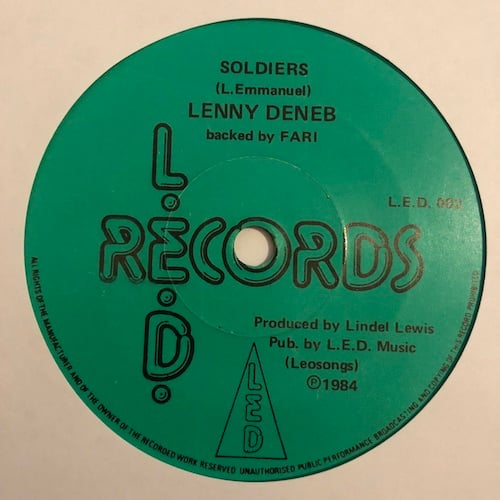 SOLDIERS
(L.Emmanuel)
LENNY DENEB
backed by FARI
L.E.D.
RECORDS
L.E.D.
Produced by Lindel Lewis
Pub. by L.E.D. Music
(Leosongs)
℗1984
LED
ALL RIGHTS OF THE MANUFACTURER AND OF THE OWNER OF THE RECORDED WORK RESERVED UNAUTHORISED PUBLIC PERFORMANCE BROADCASTING AND COPYING OF THIS RECORD PROHIBITED